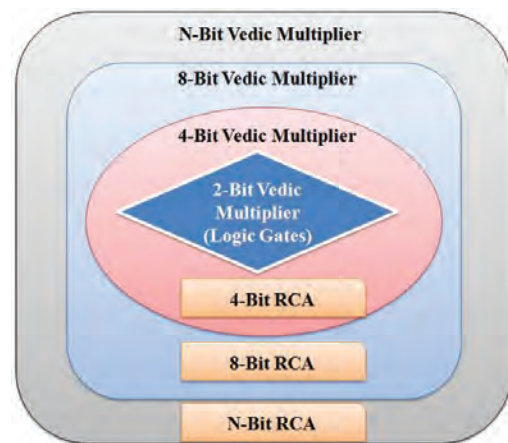 N-Bit Vedic Multiplier
8-Bit Vedic Multiplier
4-Bit Vedic Multiplier
2-Bit Vedic
Multiplier
(Logic Gates)
4-Bit RCA
8-Bit RCA
N-Bit RCA